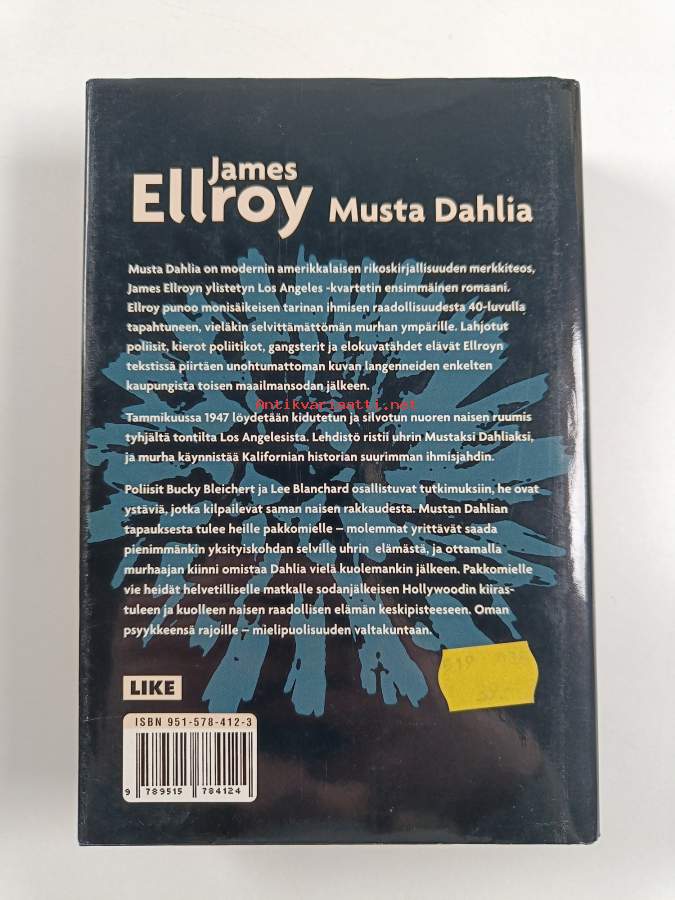 James
Ellroy Musta Dahlia
Musta Dahlia on modernin amerikkalaisen rikoskirjallisuuden merkkiteos,
James Ellroyn ylistetyn Los Angeles -kvartetin ensimmäinen romaani.
Ellroy punoo monisäikeisen tarinan ihmisen raadollisuudesta 40-luvulla
tapahtuneen, vieläkin selvittämättömän murhan ympärille. Lahjotut
poliisit, kierot poliitikot, gangsterit ja elokuvatähdet elävät Ellroyn
tekstissä piirtäen unohtumattoman kuvan langenneiden enkelten
kaupungista toisen maailmansodan jälkeen.
Antikvariaatti.net
Tammikuussa 1947 löydetään kidutetun ja silvotun nuoren naisen ruumis
tyhjältä tontilta Los Angelesista. Lehdistö ristii uhrin Mustaksi Dahliaksi,
ja murha käynnistää Kalifornian historian suurimman ihmisjahdin.
Poliisit Bucky Bleichert ja Lee Blanchard osallistuvat tutkimuksiin, he ovat
ystäviä, jotka kilpailevat saman naisen rakkaudesta. Mustan Dahlian
tapauksesta tulee heille pakkomielle – molemmat yrittävät saada
pienimmänkin yksityiskohdan selville uhrin elämästä, ja ottamalla
murhaajan kiinni omistaa Dahlia vielä kuolemankin jälkeen. Pakkomielle
vie heidät helvetilliselle matkalle sodanjälkeisen Hollywoodin kiiras-
tuleen ja kuolleen naisen raadollisen elämän keskipisteeseen. Oman
psyykkeensä rajoille – mielipuolisuuden valtakuntaan.
LIKE
ISBN 951-578-412-3
9 789515 784124